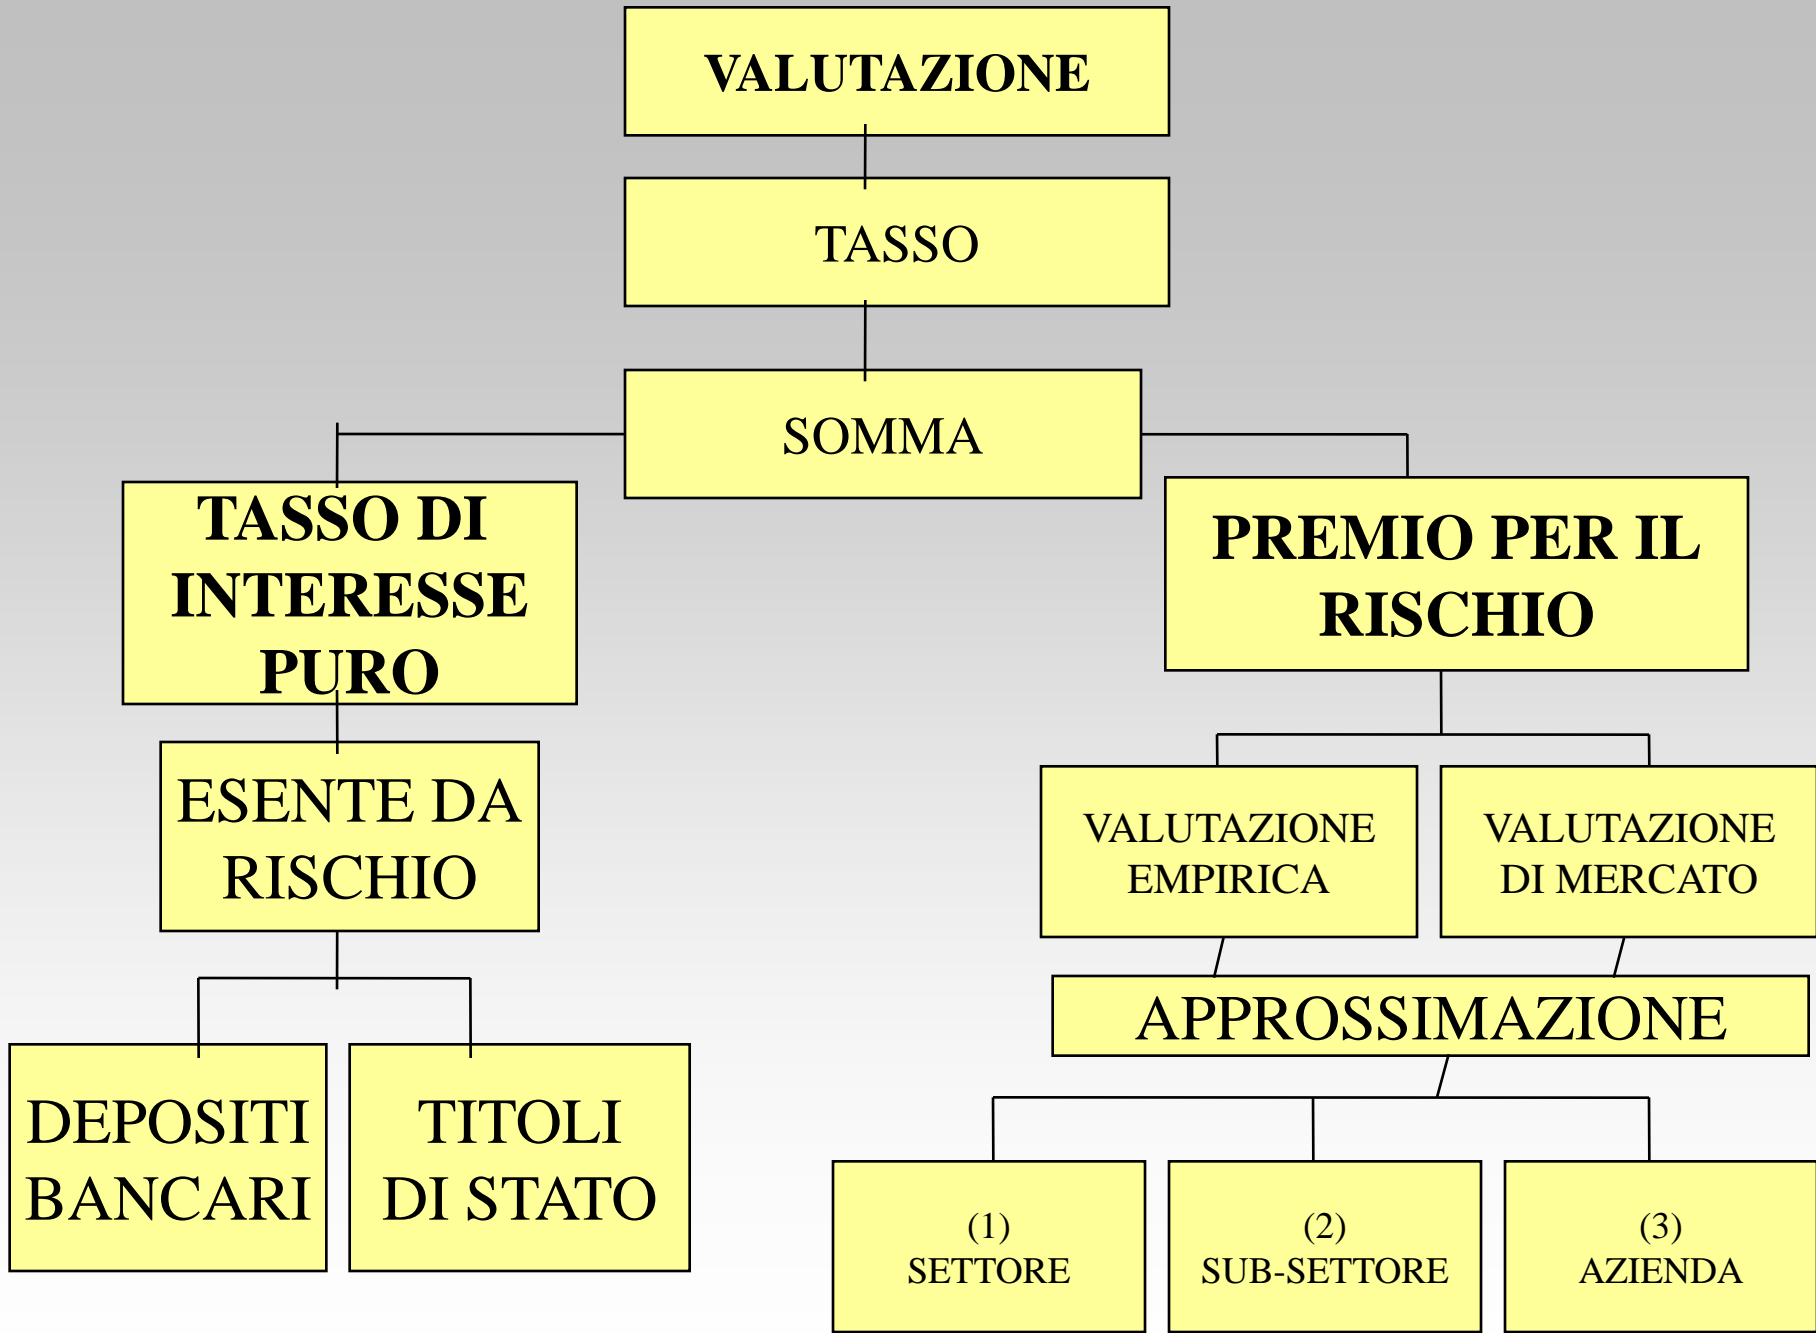 VALUTAZIONE
TASSO
SOMMA
TASSO DI
INTERESSE
PURO
PREMIO PER IL
RISCHIO
ESENTE DA
RISCHIO
VALUTAZIONE
EMPIRICA
VALUTAZIONE
DI MERCATO
APPROSSIMAZIONE
DEPOSITI
BANCARI
TITOLI
DI STATO
(1)
SETTORE
(2)
SUB-SETTORE
(3)
AZIENDA